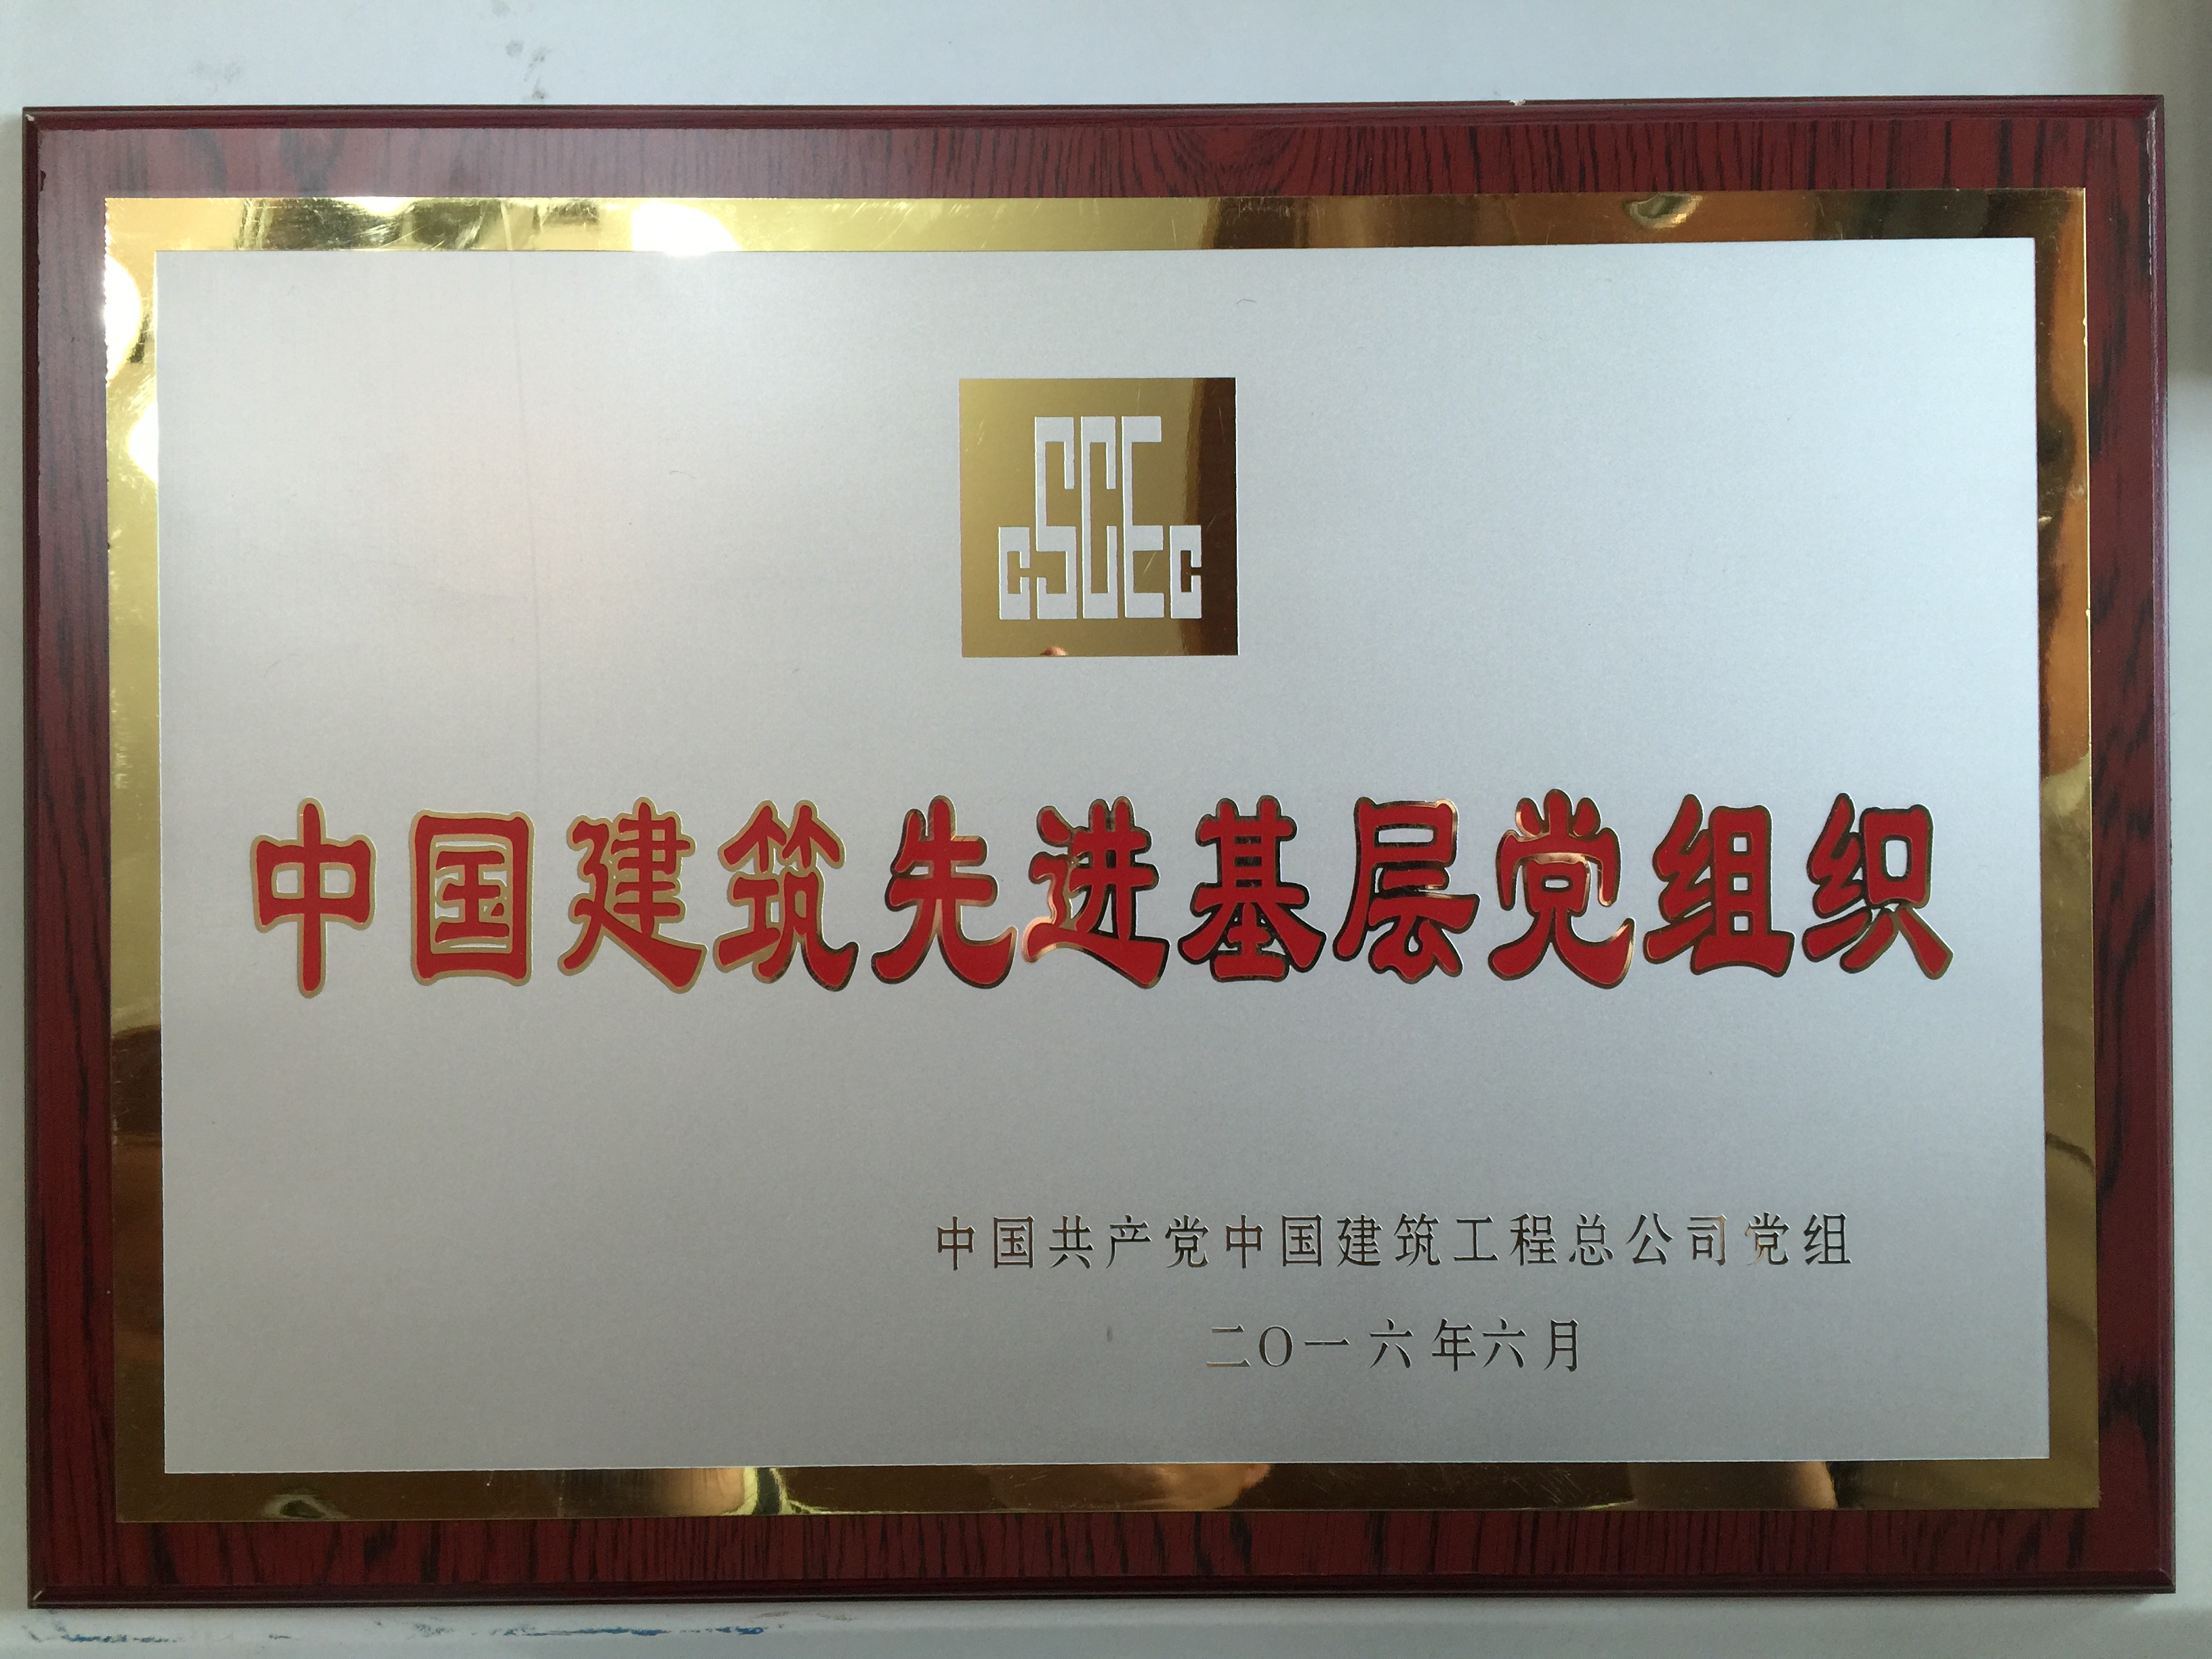 CSCEC
中国建筑先进基层党组织
中国共产党中国建筑工程总公司党组
二〇一六年六月